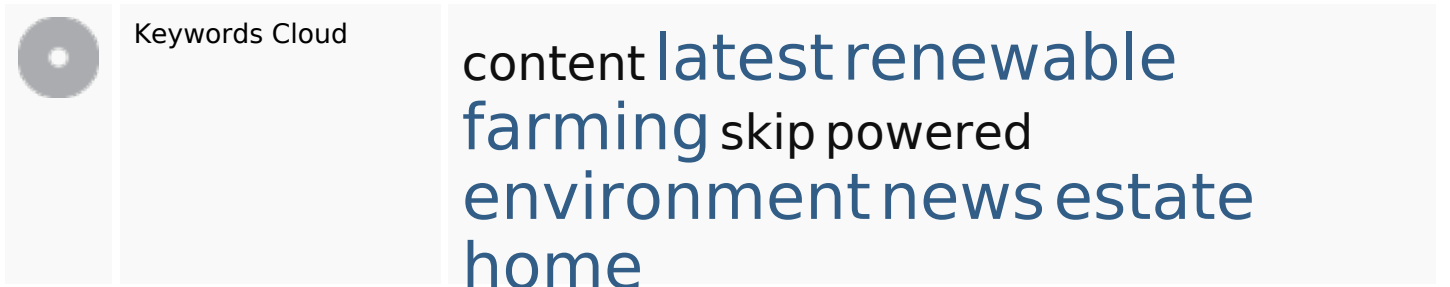 Keywords Cloud
content latest renewable
farming skip powered
environment news estate
home